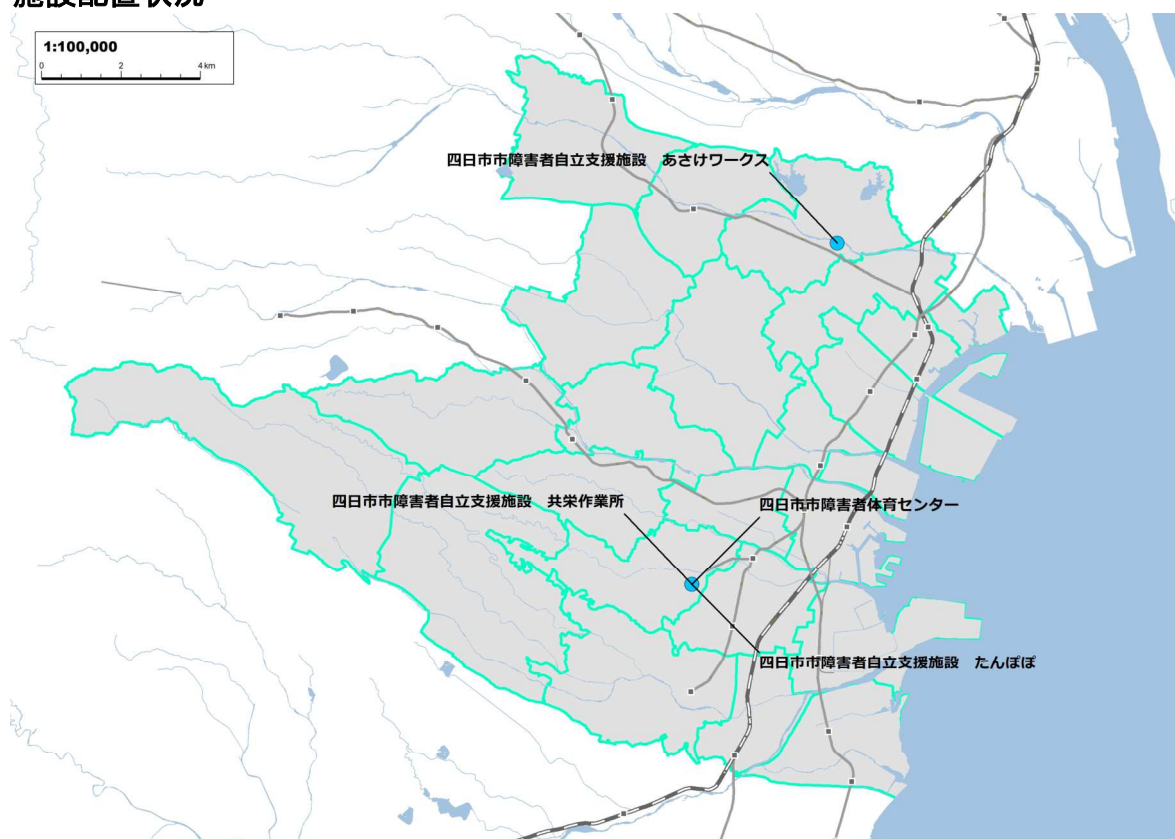 施設配置状況
1:100,000
0 2 4 km
四日市市障害者自立支援施設　あさけワークス
四日市市障害者自立支援施設　共栄作業所
四日市市障害者体育センター
四日市市障害者自立支援施設　たんぽぽ